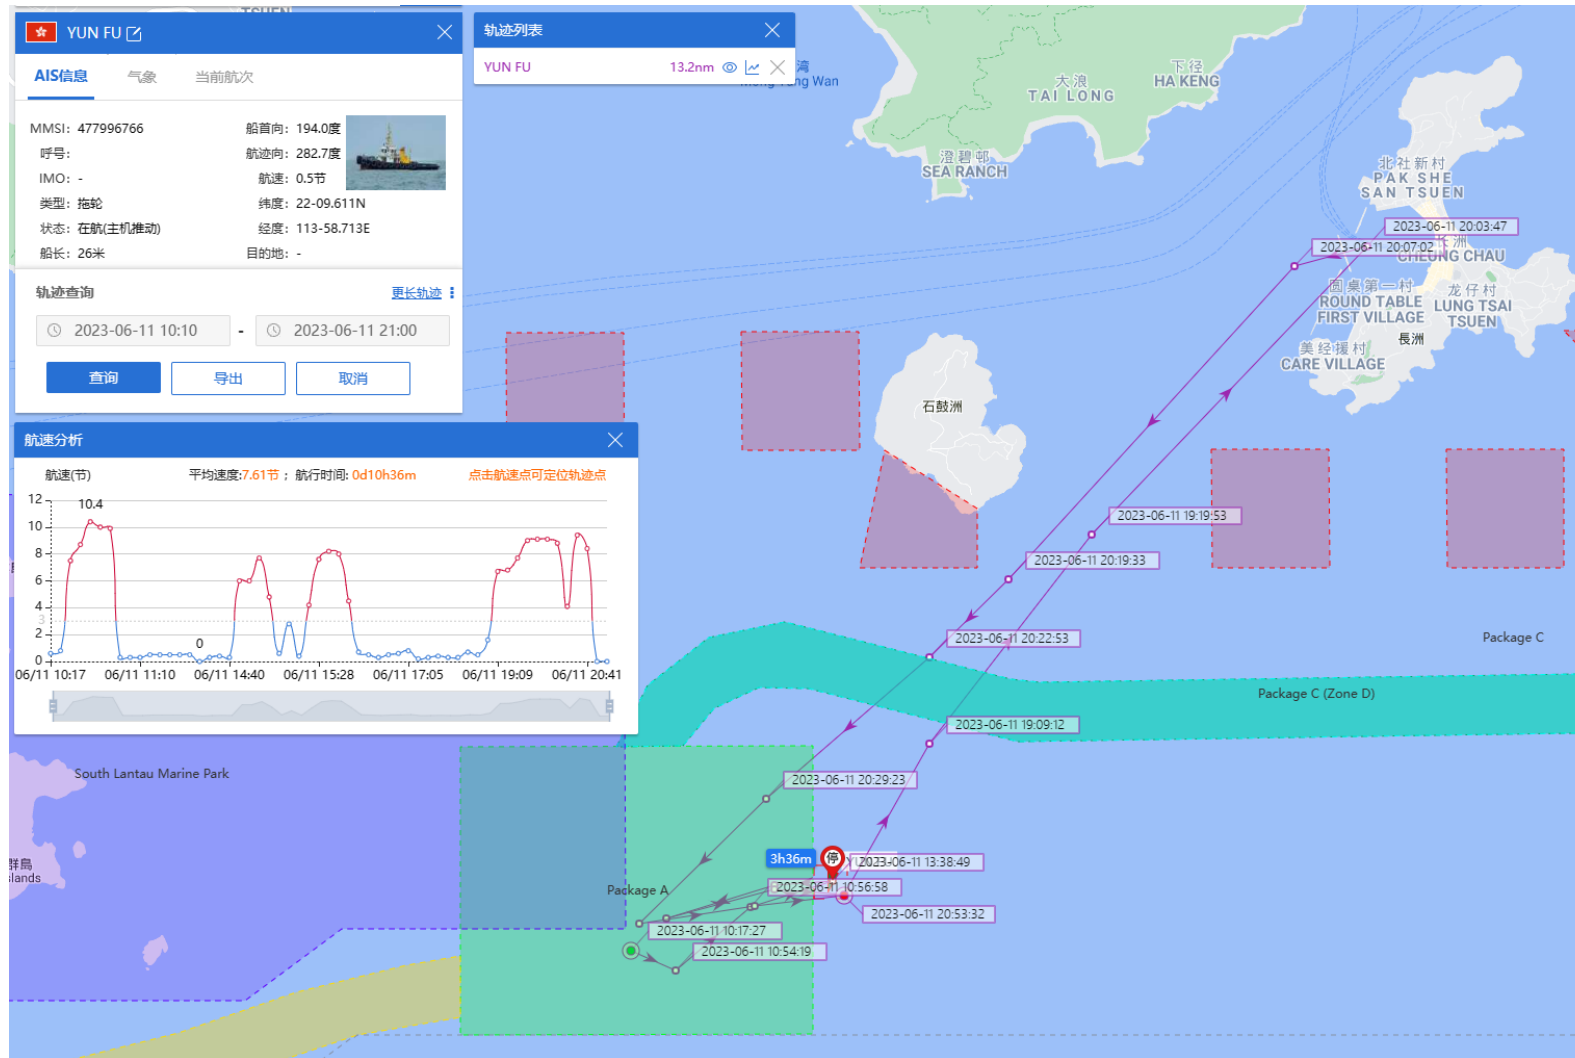 TSUEN
YUN FU
AIS信息 气象 当前航次
MMSI: 477996766 船首向: 194.0度
呼号: 航迹向: 282.7度
IMO: - 航速: 0.5节
类型: 拖轮 纬度: 22-09.611N
状态: 在航(主机推动) 经度: 113-58.713E
船长: 26米 目的地: -
轨迹查询 更长轨迹
2023-06-11 10:10 - 2023-06-11 21:00
查询 导出 取消
轨迹列表
YUN FU 13.2nm
湾
Mong Tung Wan
航速分析
航速(节) 平均速度:7.61节 ; 航行时间: 0d10h36m 点击航速点可定位轨迹点
12
10.4
10
8
6
4
3
2
0
0
06/11 10:17 06/11 11:10 06/11 14:40 06/11 15:28 06/11 17:05 06/11 19:09 06/11 20:41
大浪
TAI LONG
下径
HA KENG
澄碧邨
SEA RANCH
北社新村
PAK SHE
SAN TSUEN
2023-06-11 20:03:47
2023-06-11 20:07:02
洲
CHEUNG CHAU
圆桌第一村
ROUND TABLE
FIRST VILLAGE
龙仔村
LUNG TSAI
TSUEN
長洲
美经援村
CARE VILLAGE
石鼓洲
2023-06-11 19:19:53
2023-06-11 20:19:33
2023-06-11 20:22:53
Package C
Package C (Zone D)
2023-06-11 19:09:12
South Lantau Marine Park
2023-06-11 20:29:23
3h36m
停
2023-06-11 13:38:49
群島
slands
Package A
2023-06-11 10:56:58
2023-06-11 20:53:32
2023-06-11 10:17:27
2023-06-11 10:54:19